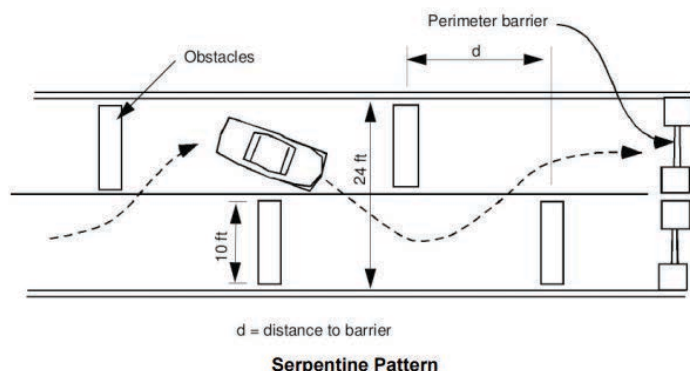 Perimeter barrier
d
Obstacles
24 ft
10 ft
d = distance to barrier
Serpentine Pattern